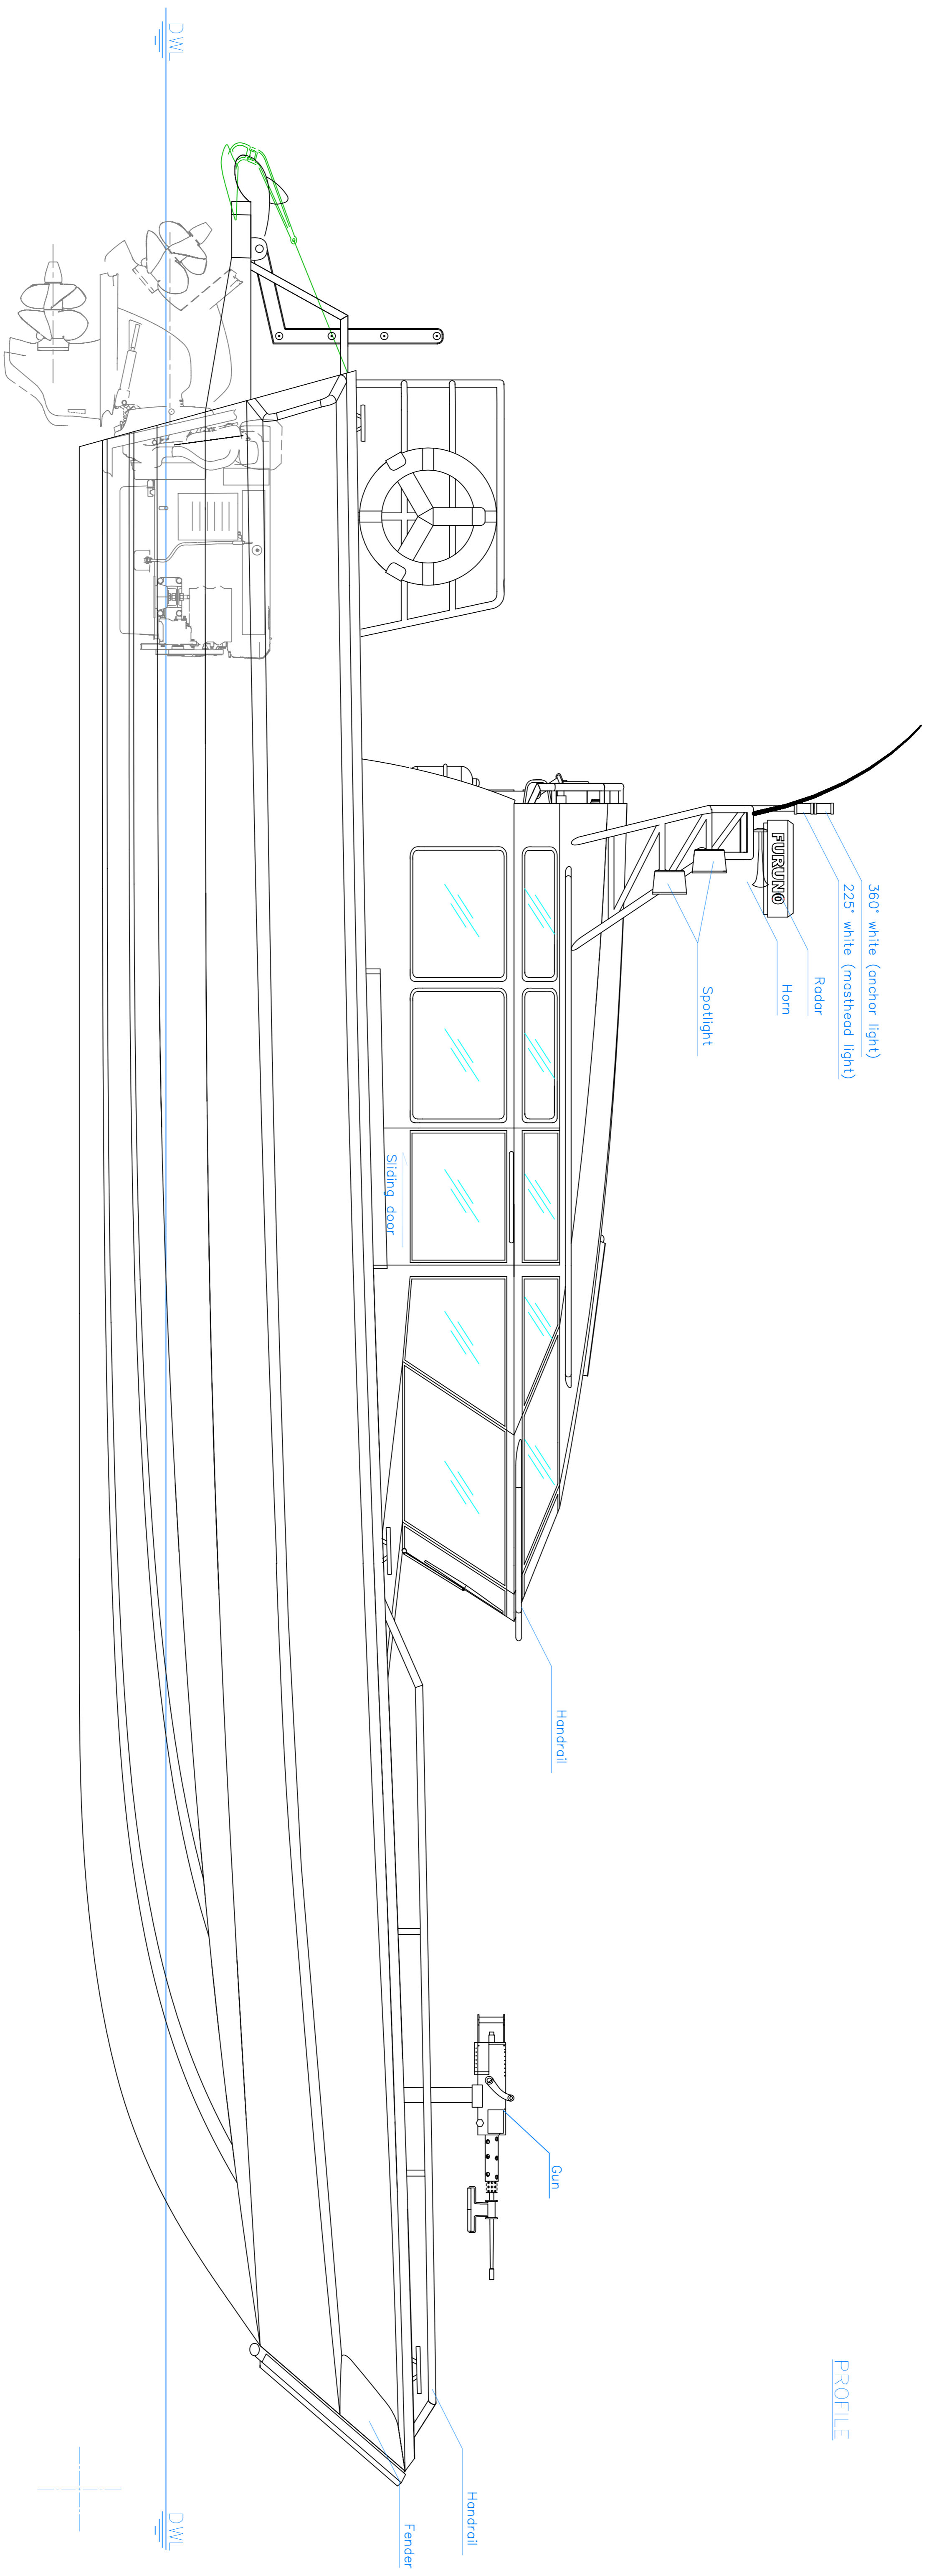 PROFILE
360° white (anchor light)
225° white (masthead light)
Radar
Horn
Spotlight
FURUNO
Sliding door
Handrail
Gun
Handrail
Fender
DWL
DWL